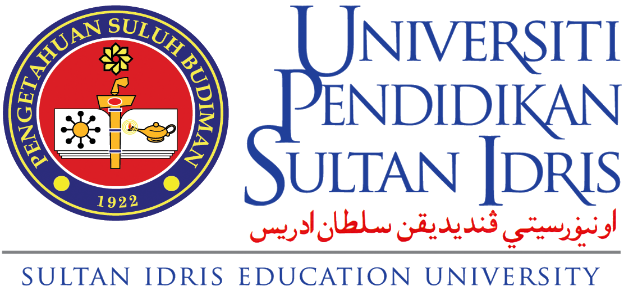 PENGETAHUAN SULUH BUDIMAN
1922
UNIVERSITI
PENDIDIKAN
SULTAN IDRIS
اونيۏرسيتي ڤنديديقن سلطان ادريس
SULTAN IDRIS EDUCATION UNIVERSITY